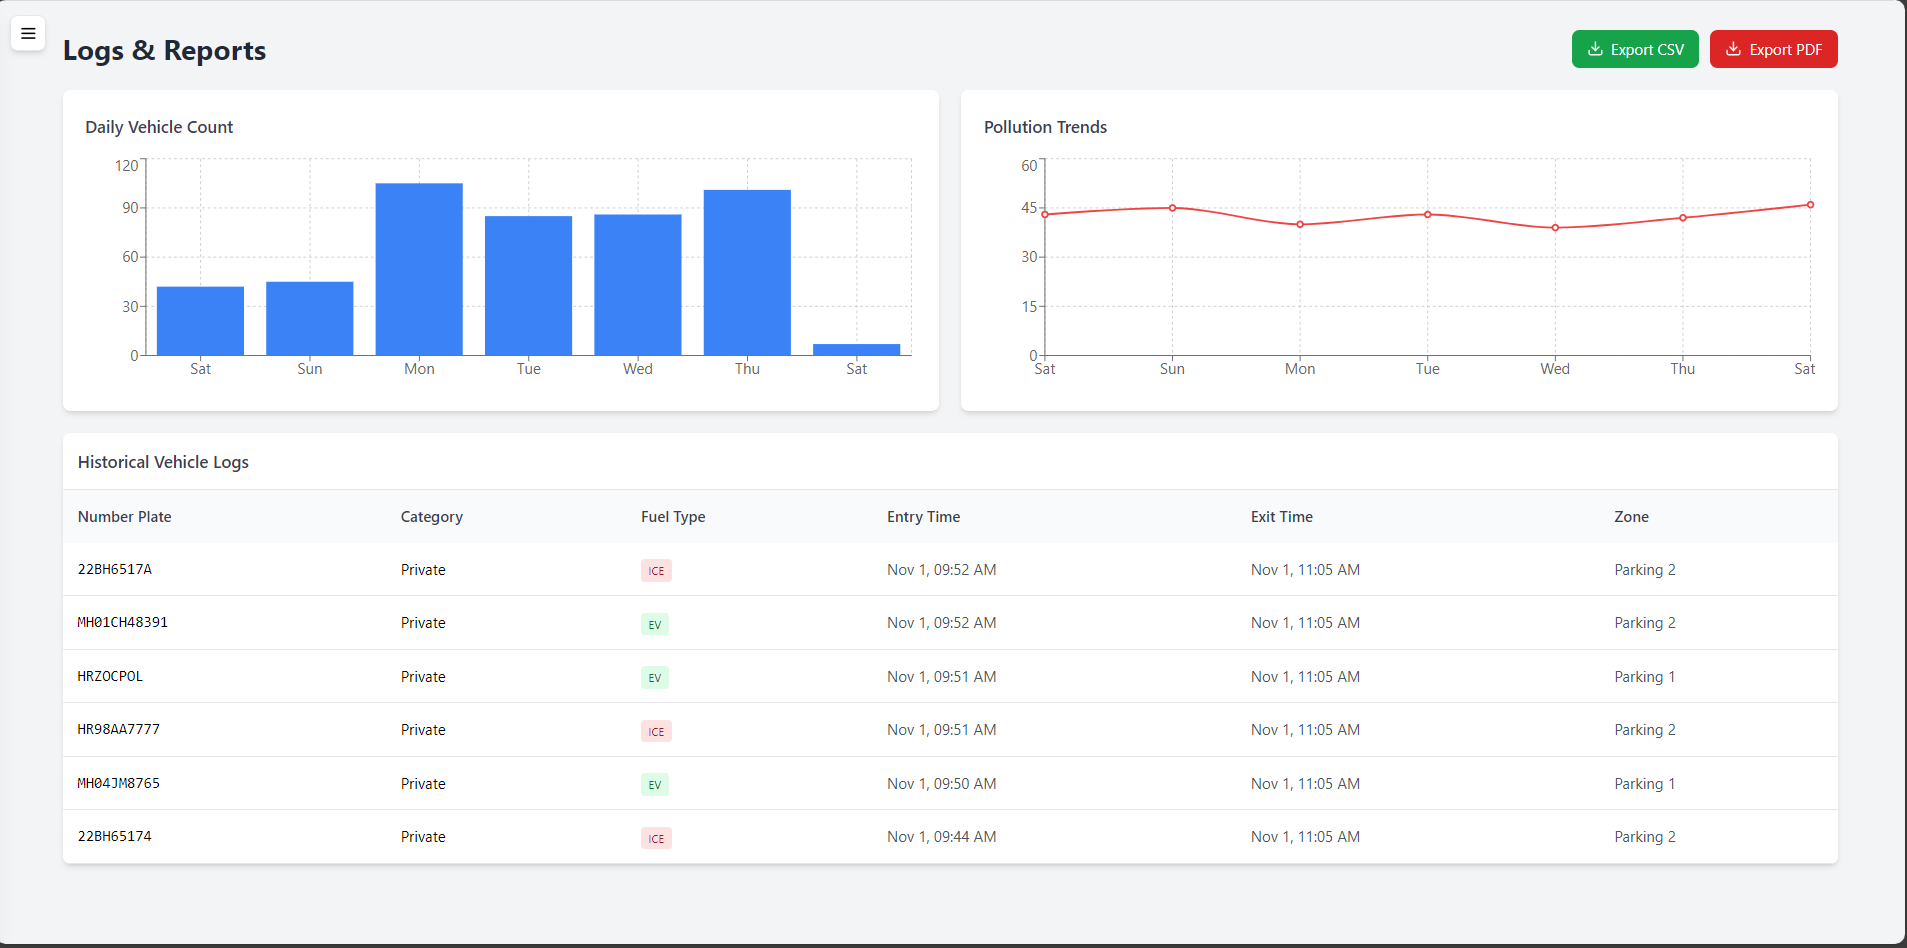 Logs & Reports
Export CSV
Export PDF
Daily Vehicle Count
120
90
60
30
0
Sat Sun Mon Tue Wed Thu Sat
Pollution Trends
60
45
30
15
0
Sat Sun Mon Tue Wed Thu Sat
Historical Vehicle Logs
Number Plate Category Fuel Type Entry Time Exit Time Zone
22BH6517A Private ICE Nov 1, 09:52 AM Nov 1, 11:05 AM Parking 2
MH01CH48391 Private EV Nov 1, 09:52 AM Nov 1, 11:05 AM Parking 2
HRZOCPOL Private EV Nov 1, 09:51 AM Nov 1, 11:05 AM Parking 1
HR98AA7777 Private ICE Nov 1, 09:51 AM Nov 1, 11:05 AM Parking 2
MH04JM8765 Private EV Nov 1, 09:50 AM Nov 1, 11:05 AM Parking 1
22BH65174 Private ICE Nov 1, 09:44 AM Nov 1, 11:05 AM Parking 2